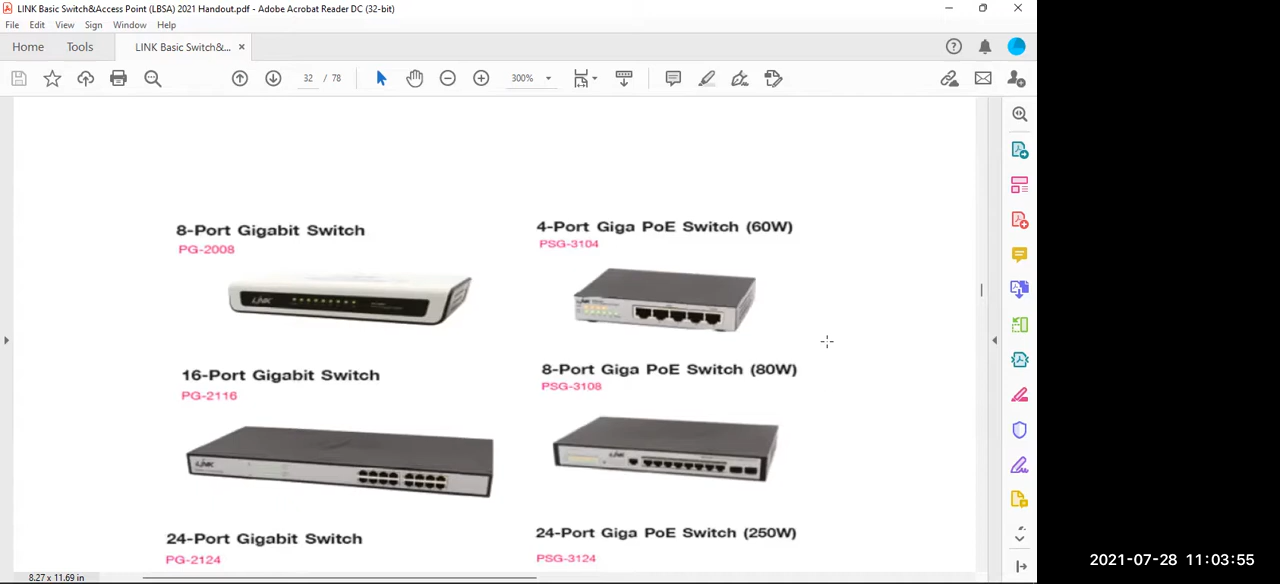 LINK Basic Switch&Access Point (LBSA) 2021 Handout.pdf - Adobe Acrobat Reader DC (32-bit)
File Edit View Sign Window Help
Home Tools LINK Basic Switch&...
32 / 78 300%
8-Port Gigabit Switch
PG-2008
LINK
4-Port Giga PoE Switch (60W)
PSG-3104
LINK
16-Port Gigabit Switch
PG-2116
LINK
8-Port Giga PoE Switch (80W)
PSG-3108
LINK
24-Port Gigabit Switch
PG-2124
24-Port Giga PoE Switch (250W)
PSG-3124
8.27 x 11.69 in
2021-07-28 11:03:55